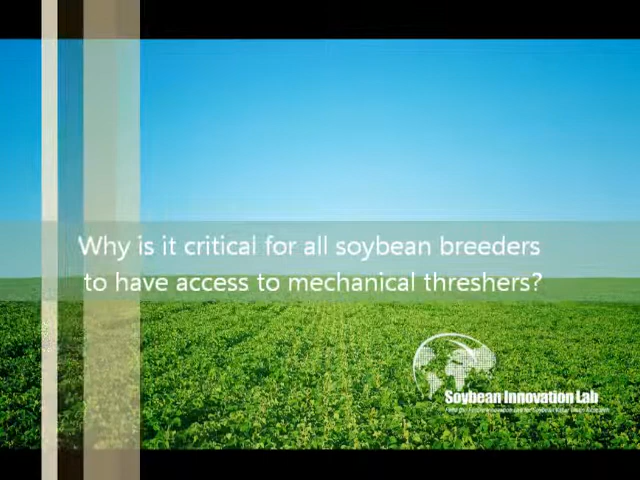 Why is it critical for all soybean breeders
to have access to mechanical threshers?
Soybean Innovation Lab